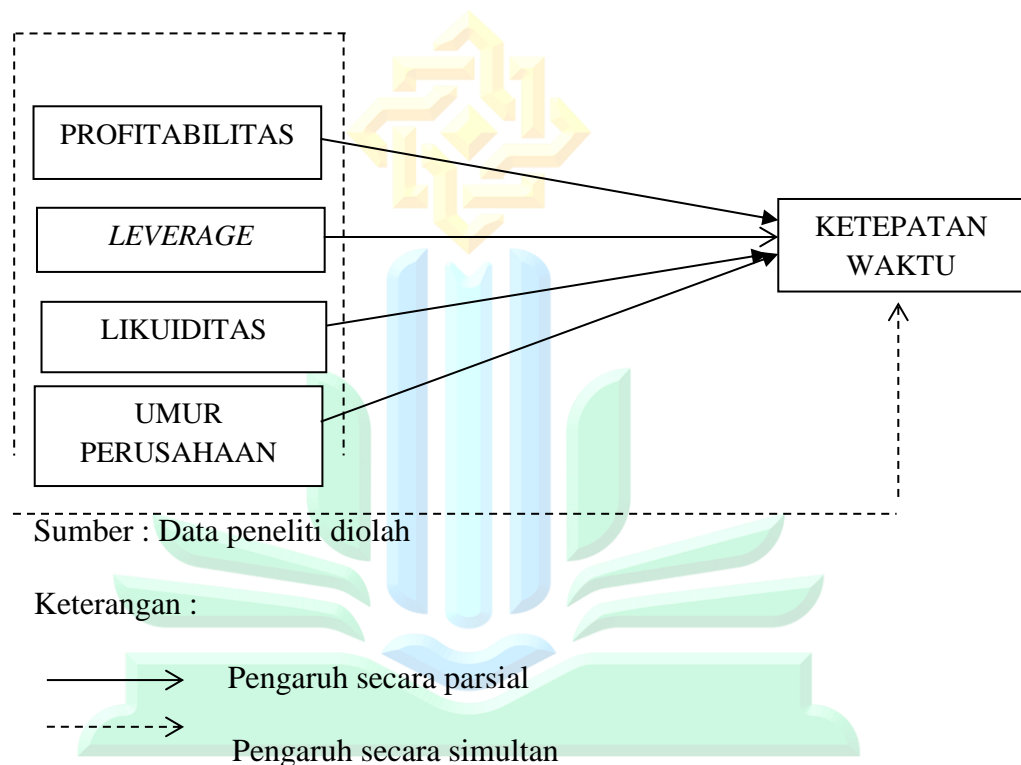 PROFITABILITAS
LEVERAGE
LIKUIDITAS
UMUR
PERUSAHAAN
KETEPATAN
WAKTU
Sumber : Data peneliti diolah
Keterangan :
Pengaruh secara parsial
Pengaruh secara simultan